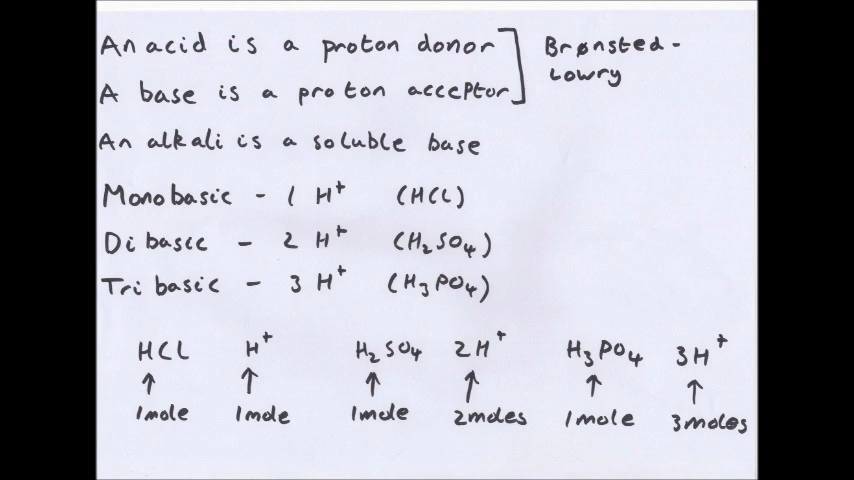 An acid is a proton donor
A base is a proton acceptor
Brønsted-
Lowry
An alkali is a soluble base
Monobasic - 1 H⁺ (HCl)
Dibasic - 2 H⁺ (H₂SO₄)
Tribasic - 3 H⁺ (H₃PO₄)
HCl H⁺ H₂SO₄ 2H⁺ H₃PO₄ 3H⁺
↑ ↑ ↑ ↑ ↑ ↑
1mole 1mole 1mole 2moles 1mole 3moles